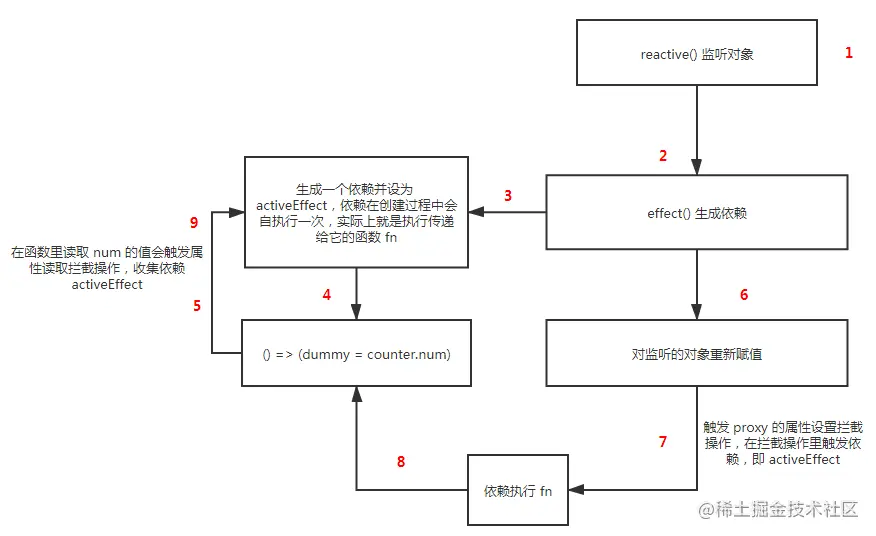 reactive() 监听对象
1
2
生成一个依赖并设为
activeEffect，依赖在创建过程中会
自执行一次，实际上就是执行传递
给它的函数 fn
3
effect() 生成依赖
9
在函数里读取 num 的值会触发属
性读取拦截操作，收集依赖
activeEffect
5
4
6
() => (dummy = counter.num)
对监听的对象重新赋值
触发 proxy 的属性设置拦截
操作，在拦截操作里触发依
赖，即 activeEffect
7
8
依赖执行 fn
@稀土掘金技术社区